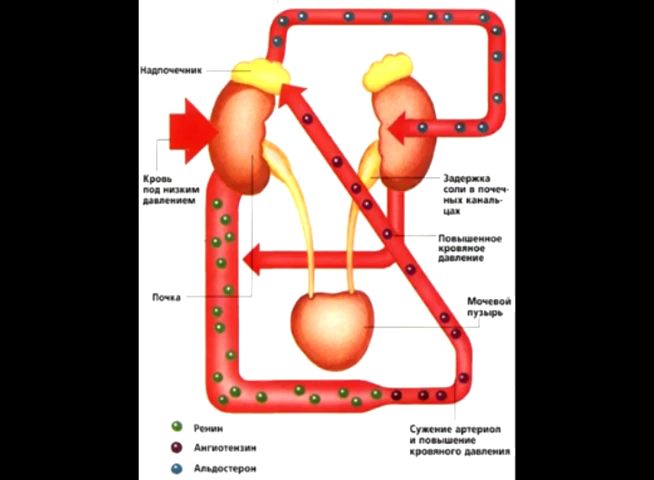 Надпочечник
Кровь
под низким
давлением
Задержка
соли в почеч-
ных каналь-
цах
Повышенное
кровяное
давление
Почка
Мочевой
пузырь
Ренин
Ангиотензин
Альдостерон
Сужение артериол
и повышение
кровяного давления